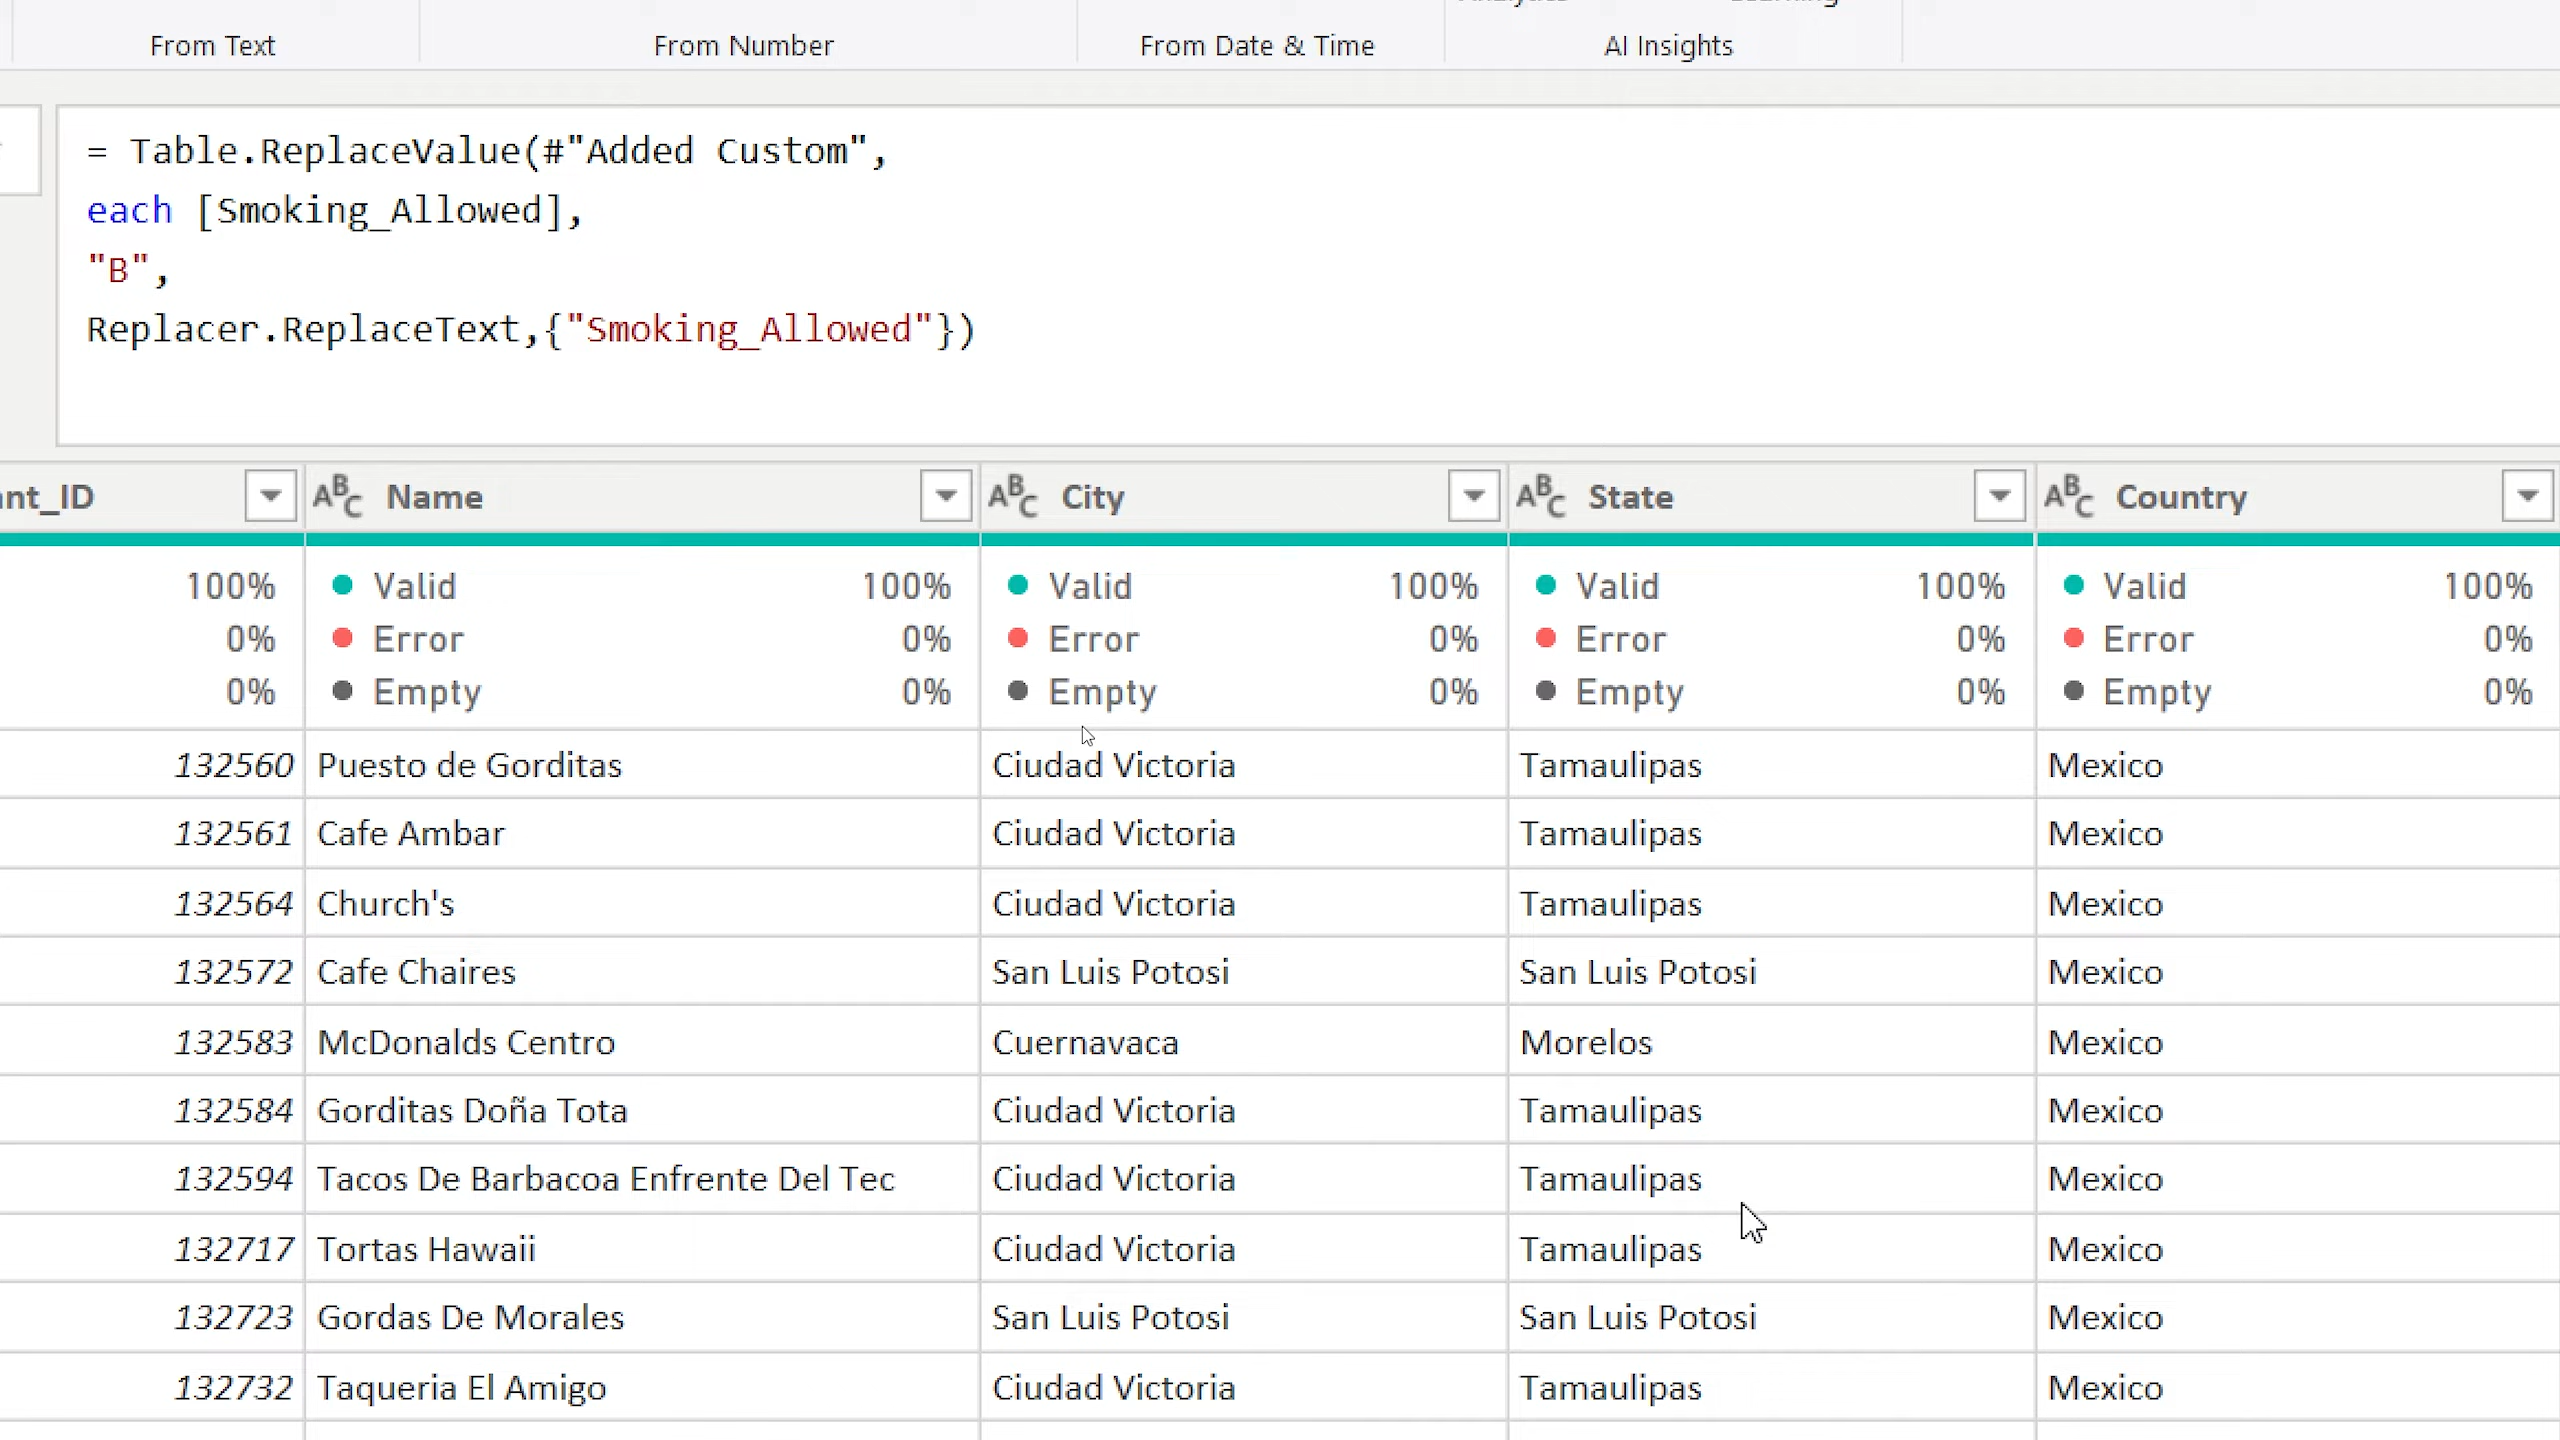 From Text From Number From Date & Time AI Insights
= Table.ReplaceValue(#"Added Custom",
each [Smoking_Allowed],
"B",
Replacer.ReplaceText,{"Smoking_Allowed"})
nt_ID ABC Name ABC City ABC State ABC Country
100% Valid 100% Valid 100% Valid 100% Valid 100%
0% Error 0% Error 0% Error 0% Error 0%
0% Empty 0% Empty 0% Empty 0% Empty 0%
132560 Puesto de Gorditas Ciudad Victoria Tamaulipas Mexico
132561 Cafe Ambar Ciudad Victoria Tamaulipas Mexico
132564 Church's Ciudad Victoria Tamaulipas Mexico
132572 Cafe Chaires San Luis Potosi San Luis Potosi Mexico
132583 McDonalds Centro Cuernavaca Morelos Mexico
132584 Gorditas Doña Tota Ciudad Victoria Tamaulipas Mexico
132594 Tacos De Barbacoa Enfrente Del Tec Ciudad Victoria Tamaulipas Mexico
132717 Tortas Hawaii Ciudad Victoria Tamaulipas Mexico
132723 Gordas De Morales San Luis Potosi San Luis Potosi Mexico
132732 Taqueria El Amigo Ciudad Victoria Tamaulipas Mexico